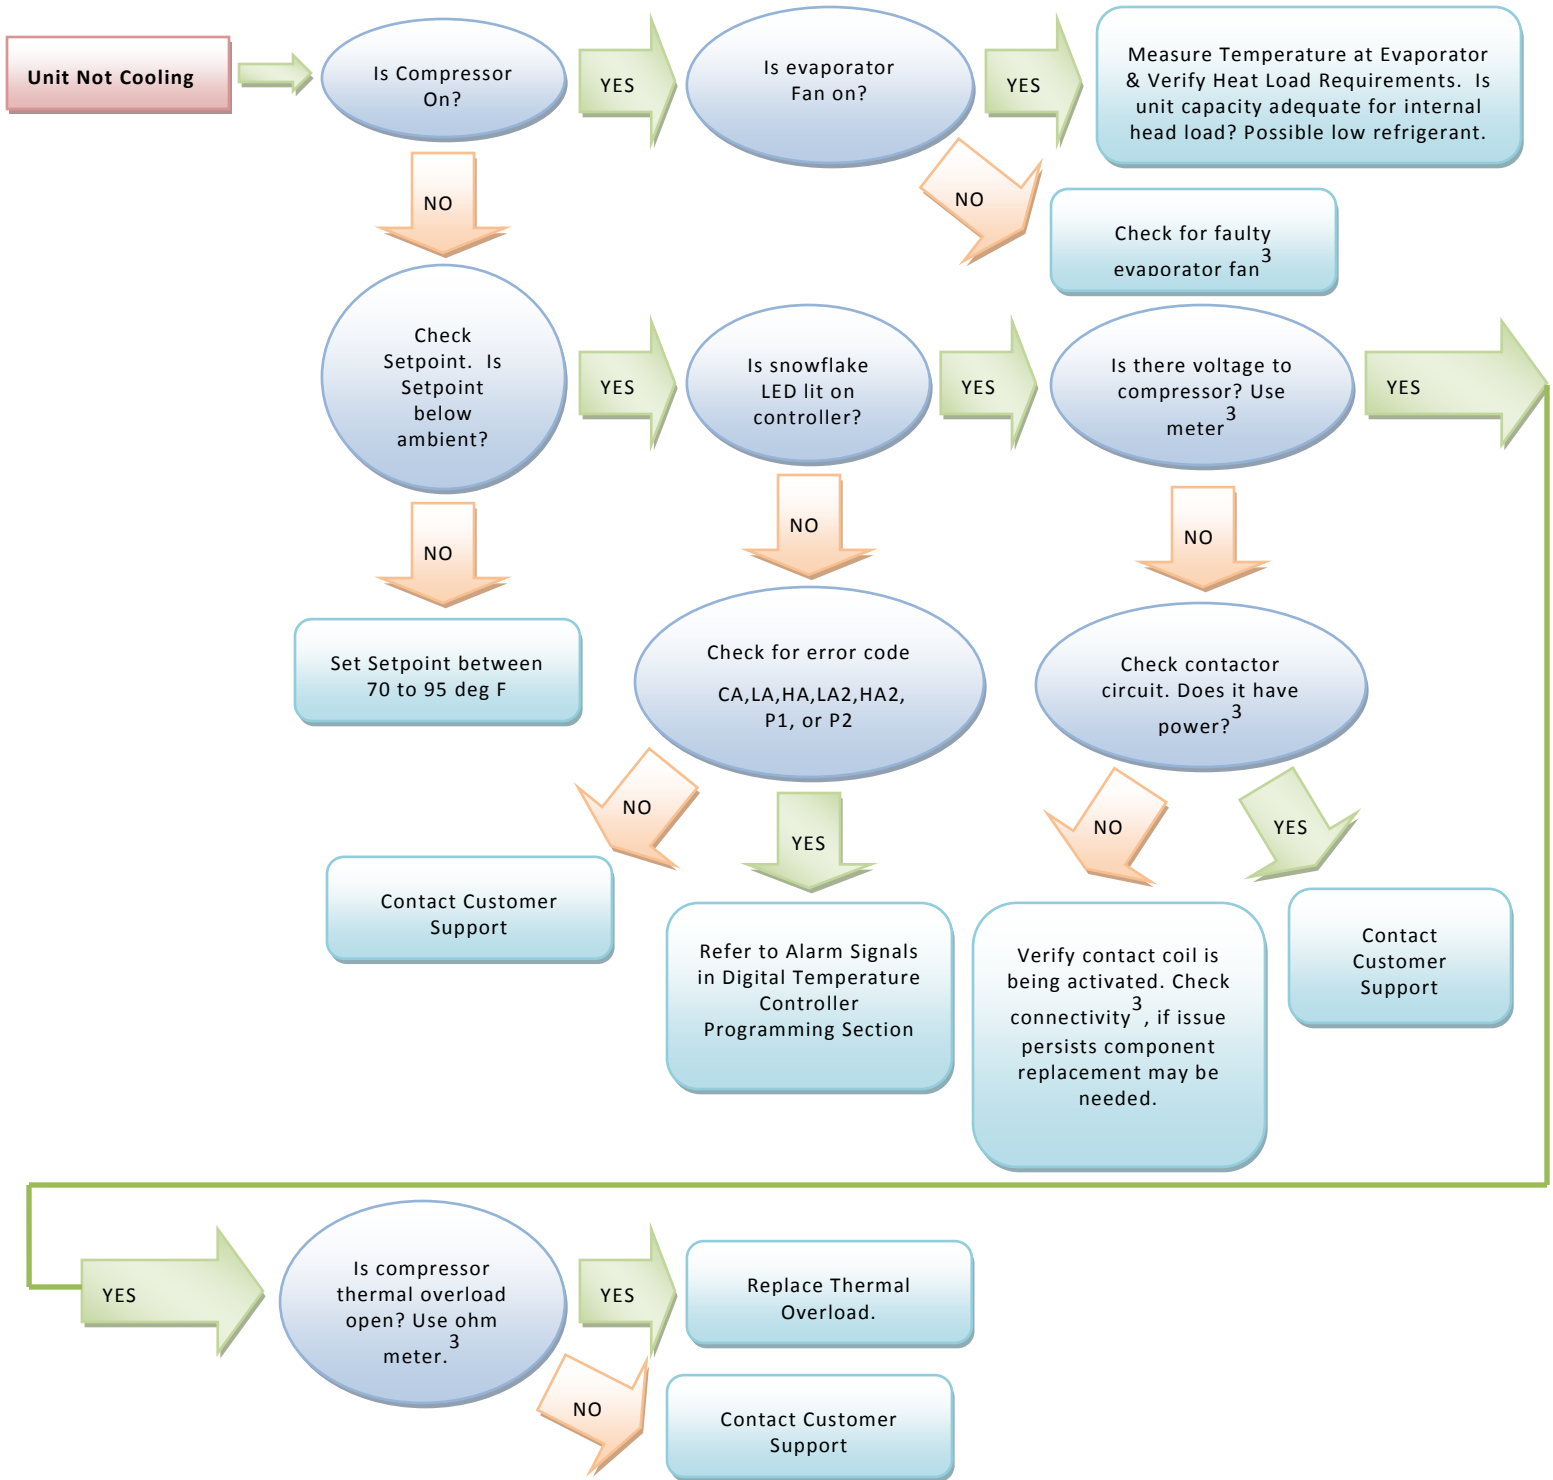 Unit Not Cooling
Is Compressor
On?
YES
Is evaporator
Fan on?
YES
Measure Temperature at Evaporator
& Verify Heat Load Requirements. Is
unit capacity adequate for internal
head load? Possible low refrigerant.
NO
NO
Check for faulty
evaporator fan3
Check
Setpoint. Is
Setpoint
below
ambient?
YES
Is snowflake
LED lit on
controller?
YES
Is there voltage to
compressor? Use
meter3
YES
NO
NO
NO
Set Setpoint between
70 to 95 deg F
Check for error code
CA,LA,HA,LA2,HA2,
P1, or P2
Check contactor
circuit. Does it have
power?3
NO
YES
NO
YES
Contact Customer
Support
Refer to Alarm Signals
in Digital Temperature
Controller
Programming Section
Verify contact coil is
being activated. Check
connectivity3, if issue
persists component
replacement may be
needed.
Contact
Customer
Support
YES
Is compressor
thermal overload
open? Use ohm
meter.3
YES
Replace Thermal
Overload.
NO
Contact Customer
Support